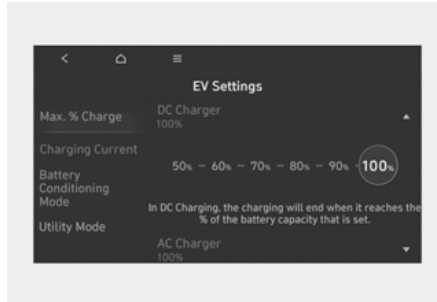 EV Settings
Max. % Charge
Charging Current
Battery
Conditioning
Mode
Utility Mode
DC Charger
100%
50% - 60% - 70% - 80% - 90% - 100%
In DC Charging, the charging will end when it reaches the
% of the battery capacity that is set.
AC Charger
100%